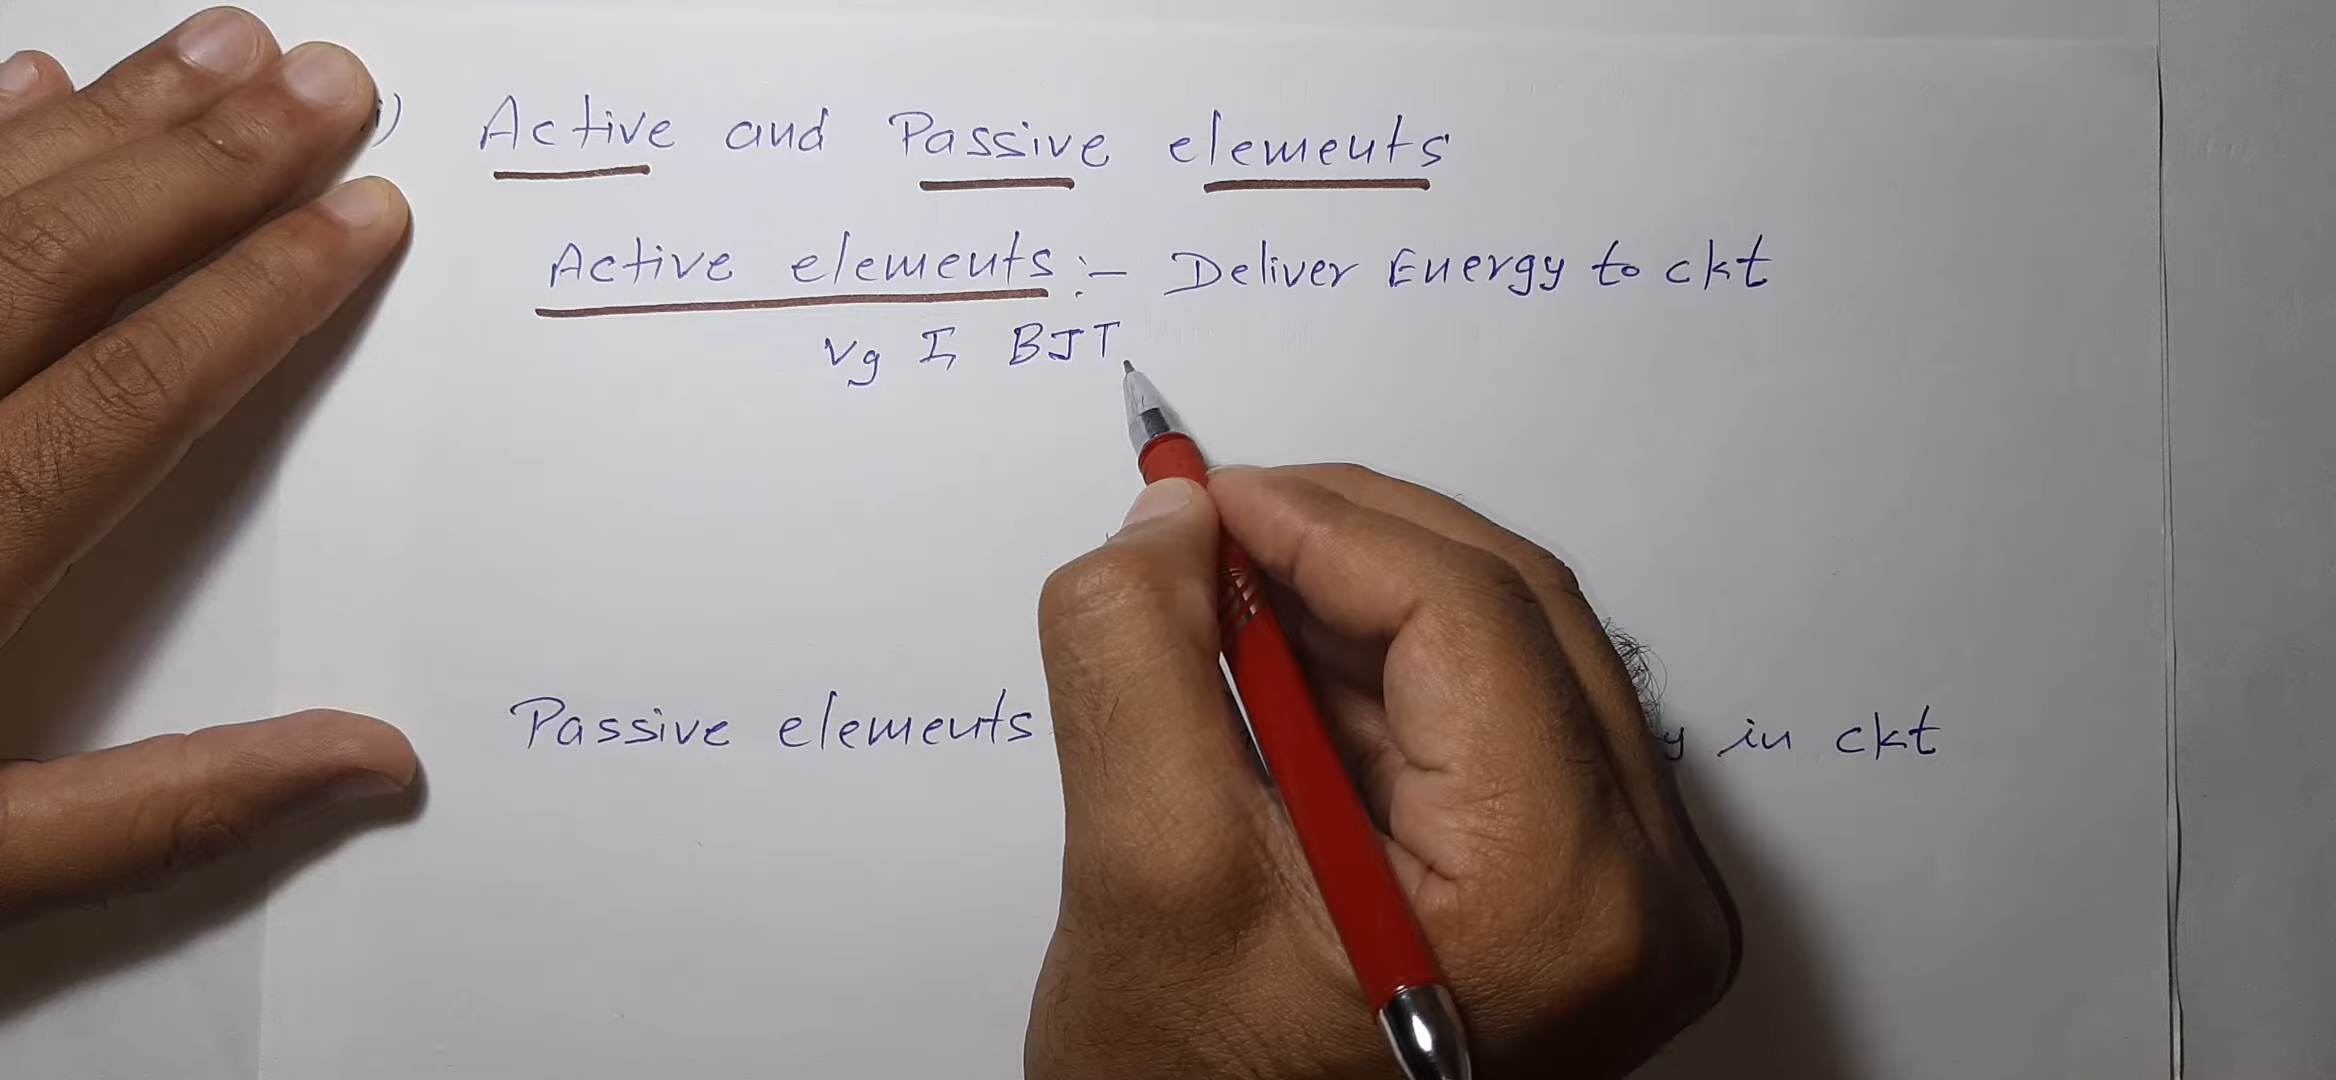 Active and Passive elements
Active elements :- Deliver Energy to ckt
Vg I, BJT
Passive elements in ckt